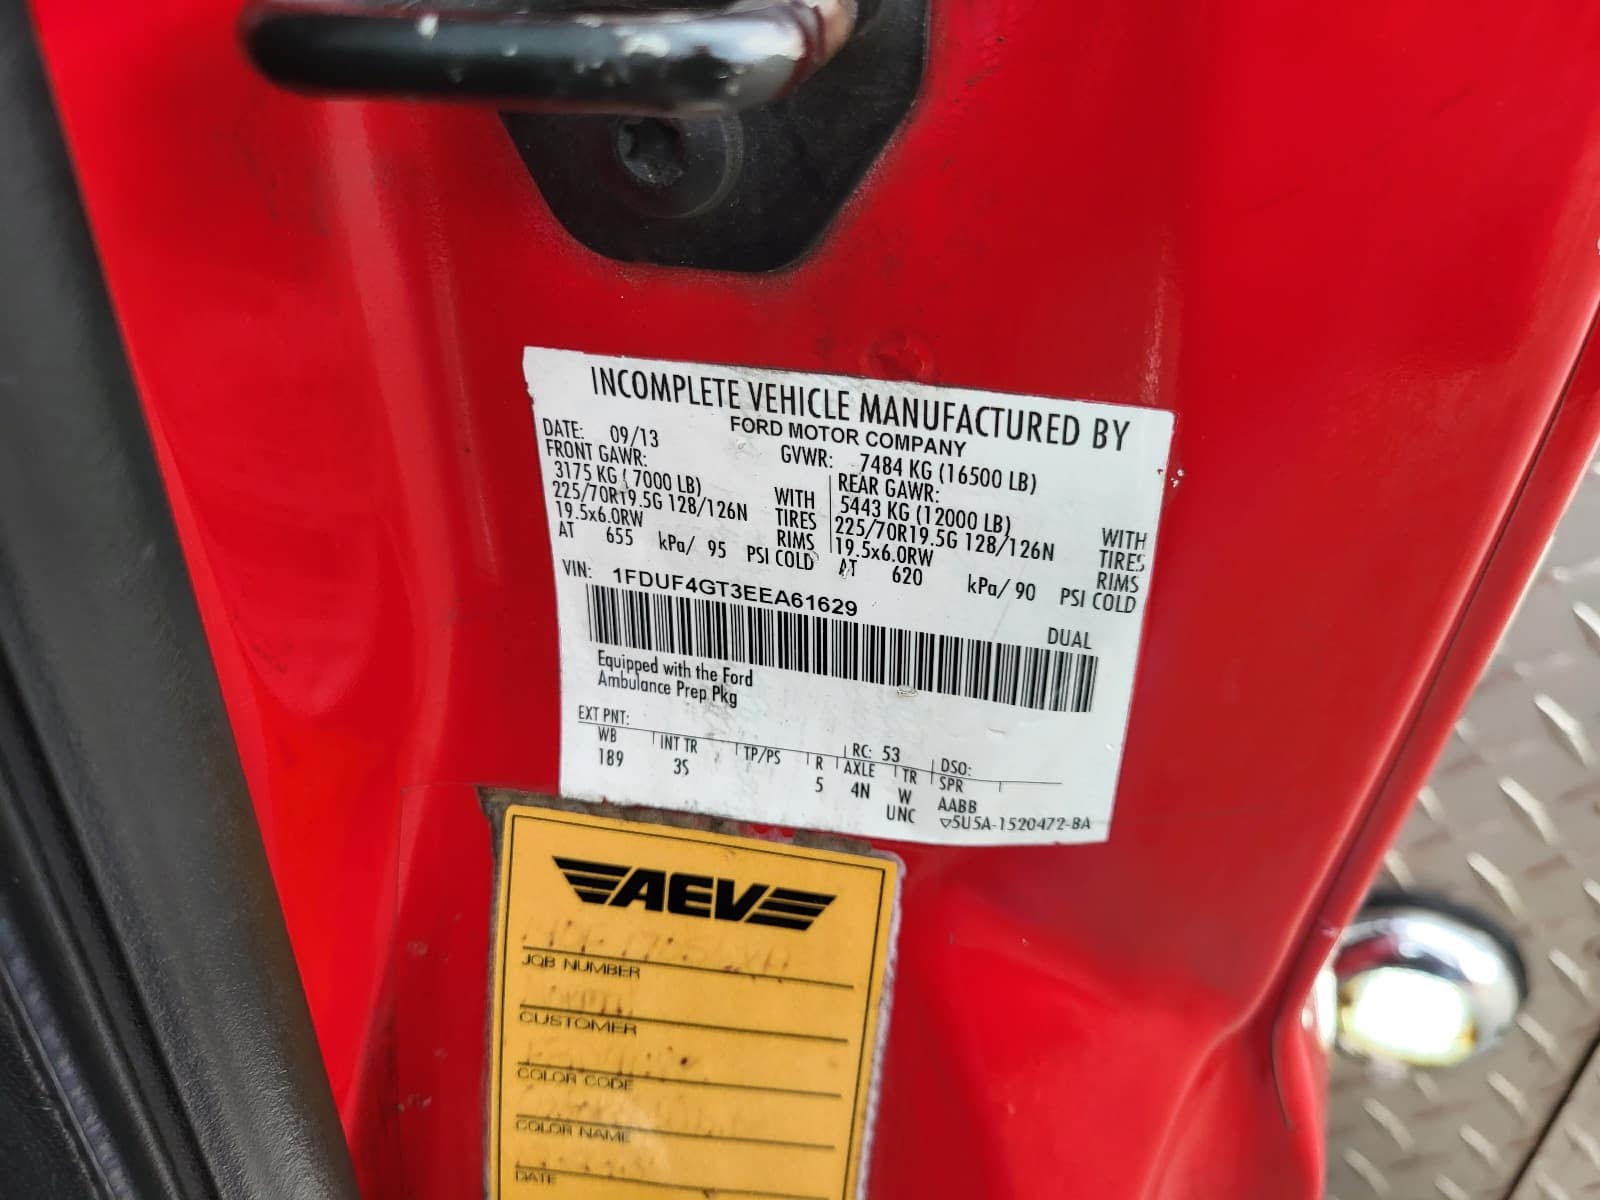 INCOMPLETE VEHICLE MANUFACTURED BY
FORD MOTOR COMPANY
DATE: 09/13
GVWR: 7484 KG (16500 LB)
FRONT GAWR:
3175 KG ( 7000 LB) WITH
225/70R19.5G 128/126N TIRES
19.5x6.0RW RIMS
AT 655 kPa/ 95 PSI COLD
REAR GAWR:
5443 KG (12000 LB) WITH
225/70R19.5G 128/126N TIRES
19.5x6.0RW RIMS
AT 620 kPa/ 90 PSI COLD
VIN: 1FDUF4GT3EEA61629
DUAL
Equipped with the Ford
Ambulance Prep Pkg
EXT PNT: RC: 53 DSO:
WB INT TR TP/PS R AXLE TR SPR
189 3S 5 4N W AABB
UNC ▽5U5A-1520472-BA
AEV
JOB NUMBER
CUSTOMER
COLOR CODE
COLOR NAME
DATE